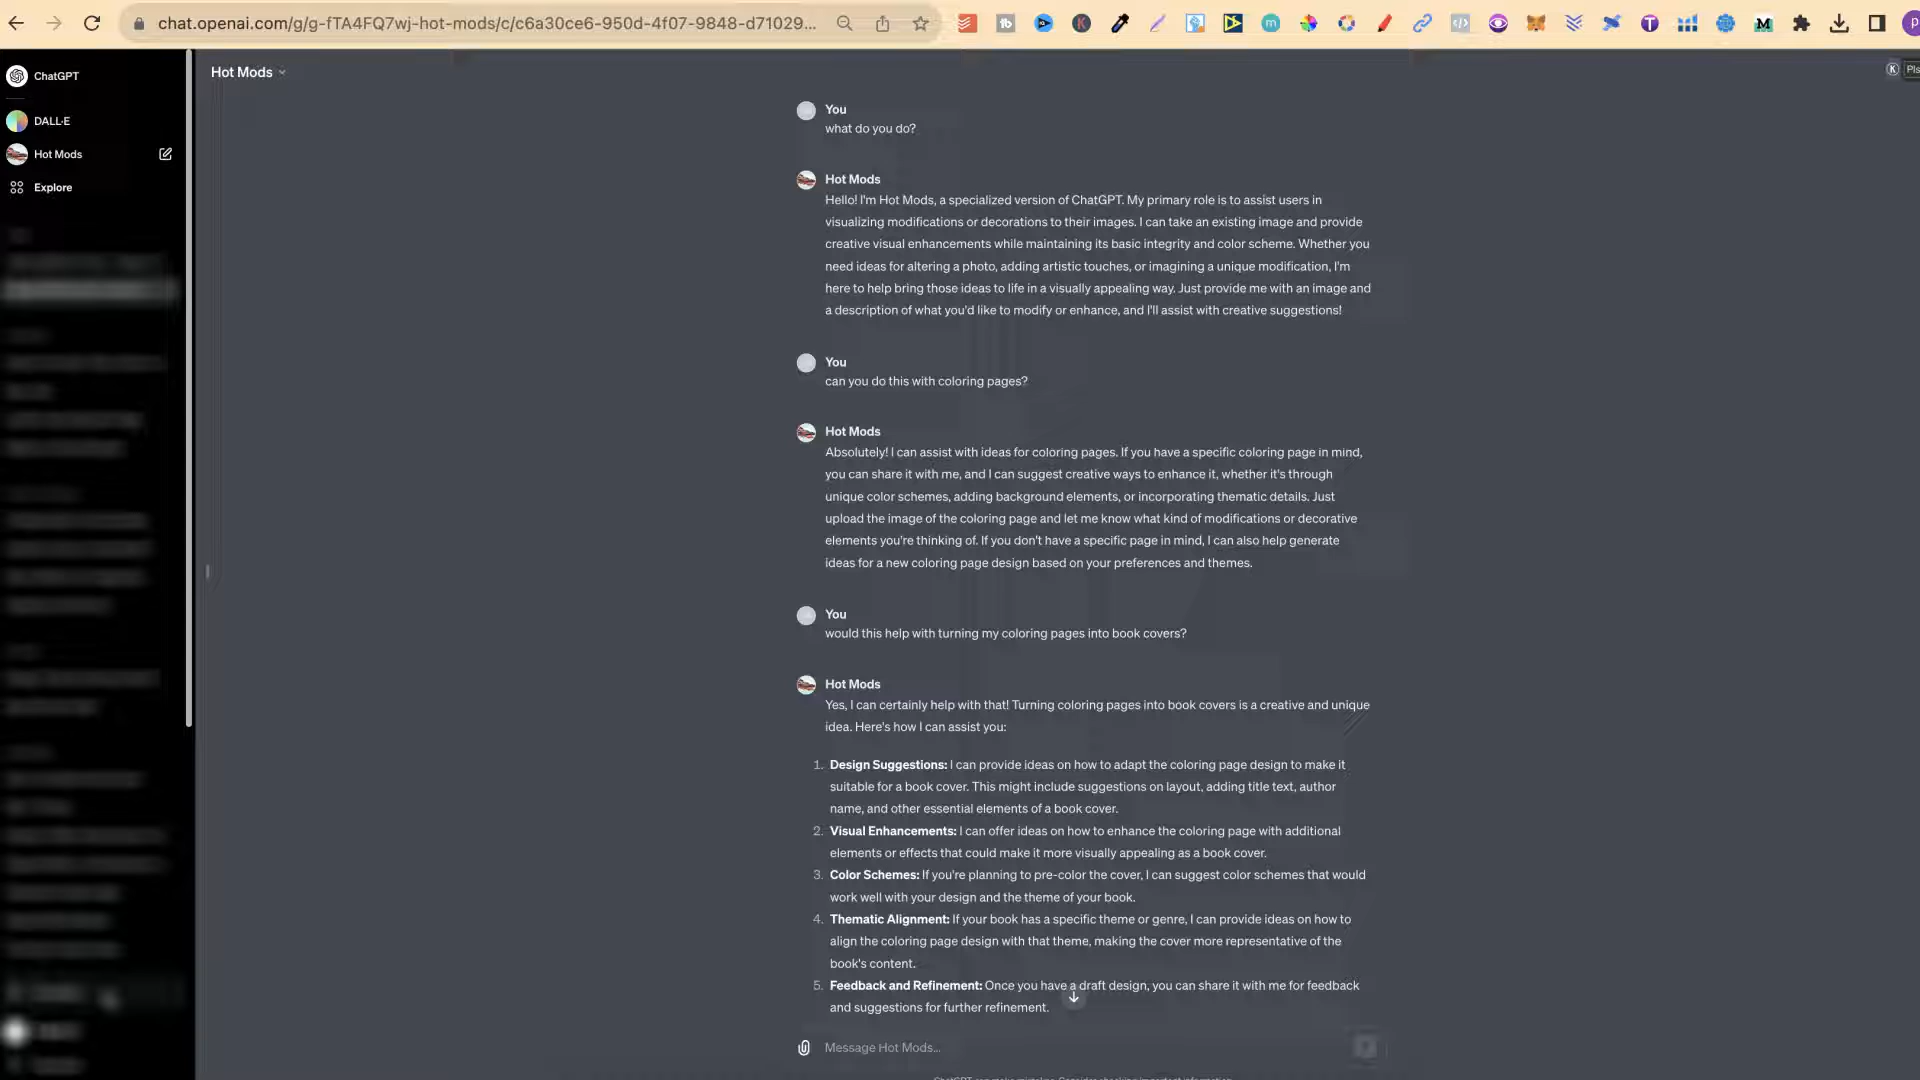 chat.openai.com/g/g-fTA4FQ7wj-hot-mods/c/c6a30ce6-950d-4f07-9848-d71029...
ChatGPT
DALL·E
Hot Mods
Explore
Hot Mods
You
what do you do?
Hot Mods
Hello! I'm Hot Mods, a specialized version of ChatGPT. My primary role is to assist users in
visualizing modifications or decorations to their images. I can take an existing image and provide
creative visual enhancements while maintaining its basic integrity and color scheme. Whether you
need ideas for altering a photo, adding artistic touches, or imagining a unique modification, I'm
here to help bring those ideas to life in a visually appealing way. Just provide me with an image and
a description of what you'd like to modify or enhance, and I'll assist with creative suggestions!
You
can you do this with coloring pages?
Hot Mods
Absolutely! I can assist with ideas for coloring pages. If you have a specific coloring page in mind,
you can share it with me, and I can suggest creative ways to enhance it, whether it's through
unique color schemes, adding background elements, or incorporating thematic details. Just
upload the image of the coloring page and let me know what kind of modifications or decorative
elements you're thinking of. If you don't have a specific page in mind, I can also help generate
ideas for a new coloring page design based on your preferences and themes.
You
would this help with turning my coloring pages into book covers?
Hot Mods
Yes, I can certainly help with that! Turning coloring pages into book covers is a creative and unique
idea. Here's how I can assist you:
1. Design Suggestions: I can provide ideas on how to adapt the coloring page design to make it
suitable for a book cover. This might include suggestions on layout, adding title text, author
name, and other essential elements of a book cover.
2. Visual Enhancements: I can offer ideas on how to enhance the coloring page with additional
elements or effects that could make it more visually appealing as a book cover.
3. Color Schemes: If you're planning to pre-color the cover, I can suggest color schemes that would
work well with your design and the theme of your book.
4. Thematic Alignment: If your book has a specific theme or genre, I can provide ideas on how to
align the coloring page design with that theme, making the cover more representative of the
book's content.
5. Feedback and Refinement: Once you have a draft design, you can share it with me for feedback
and suggestions for further refinement.
Message Hot Mods...